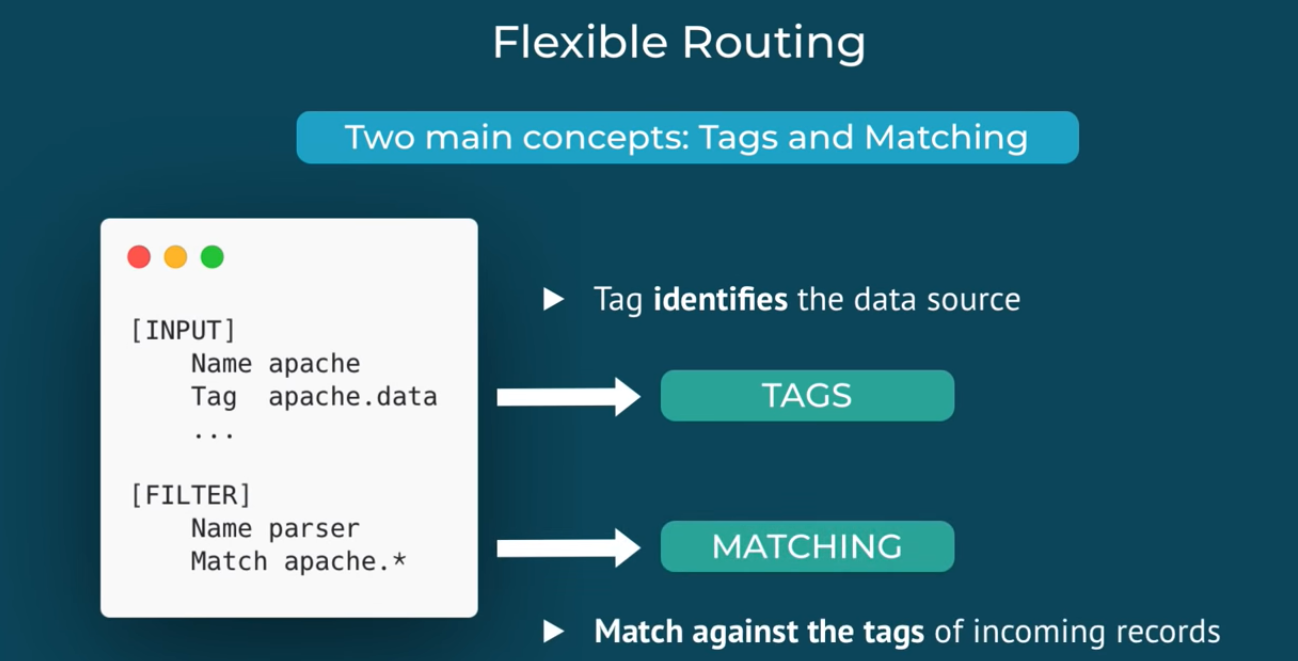 Flexible Routing
Two main concepts: Tags and Matching
[INPUT]
Name apache
Tag apache.data
...
[FILTER]
Name parser
Match apache.*
Tag identifies the data source
TAGS
MATCHING
Match against the tags of incoming records